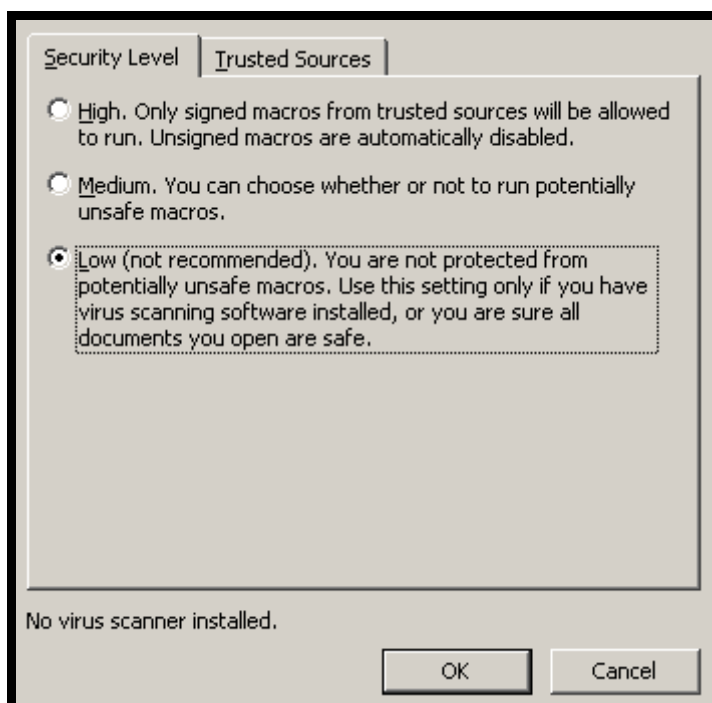 Security Level
Trusted Sources
High. Only signed macros from trusted sources will be allowed
to run. Unsigned macros are automatically disabled.
Medium. You can choose whether or not to run potentially
unsafe macros.
Low (not recommended). You are not protected from
potentially unsafe macros. Use this setting only if you have
virus scanning software installed, or you are sure all
documents you open are safe.
No virus scanner installed.
OK
Cancel